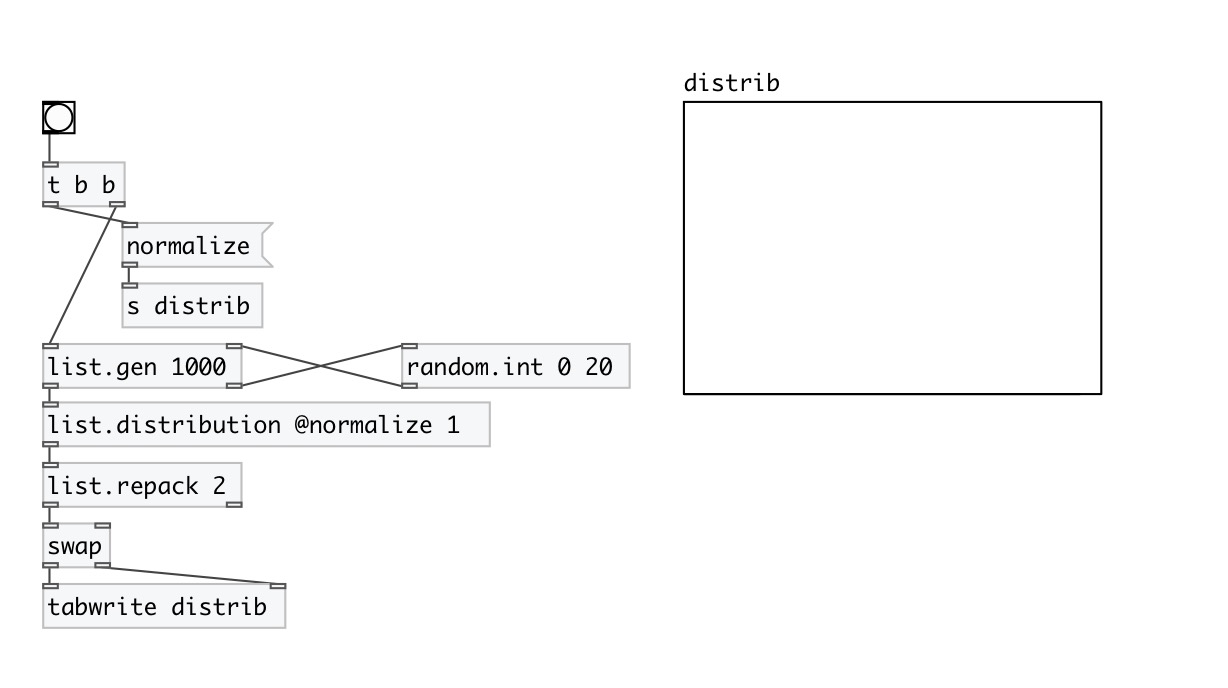 distrib
t b b
normalize
s distrib
list.gen 1000
random.int 0 20
list.distribution @normalize 1
list.repack 2
swap
tabwrite distrib